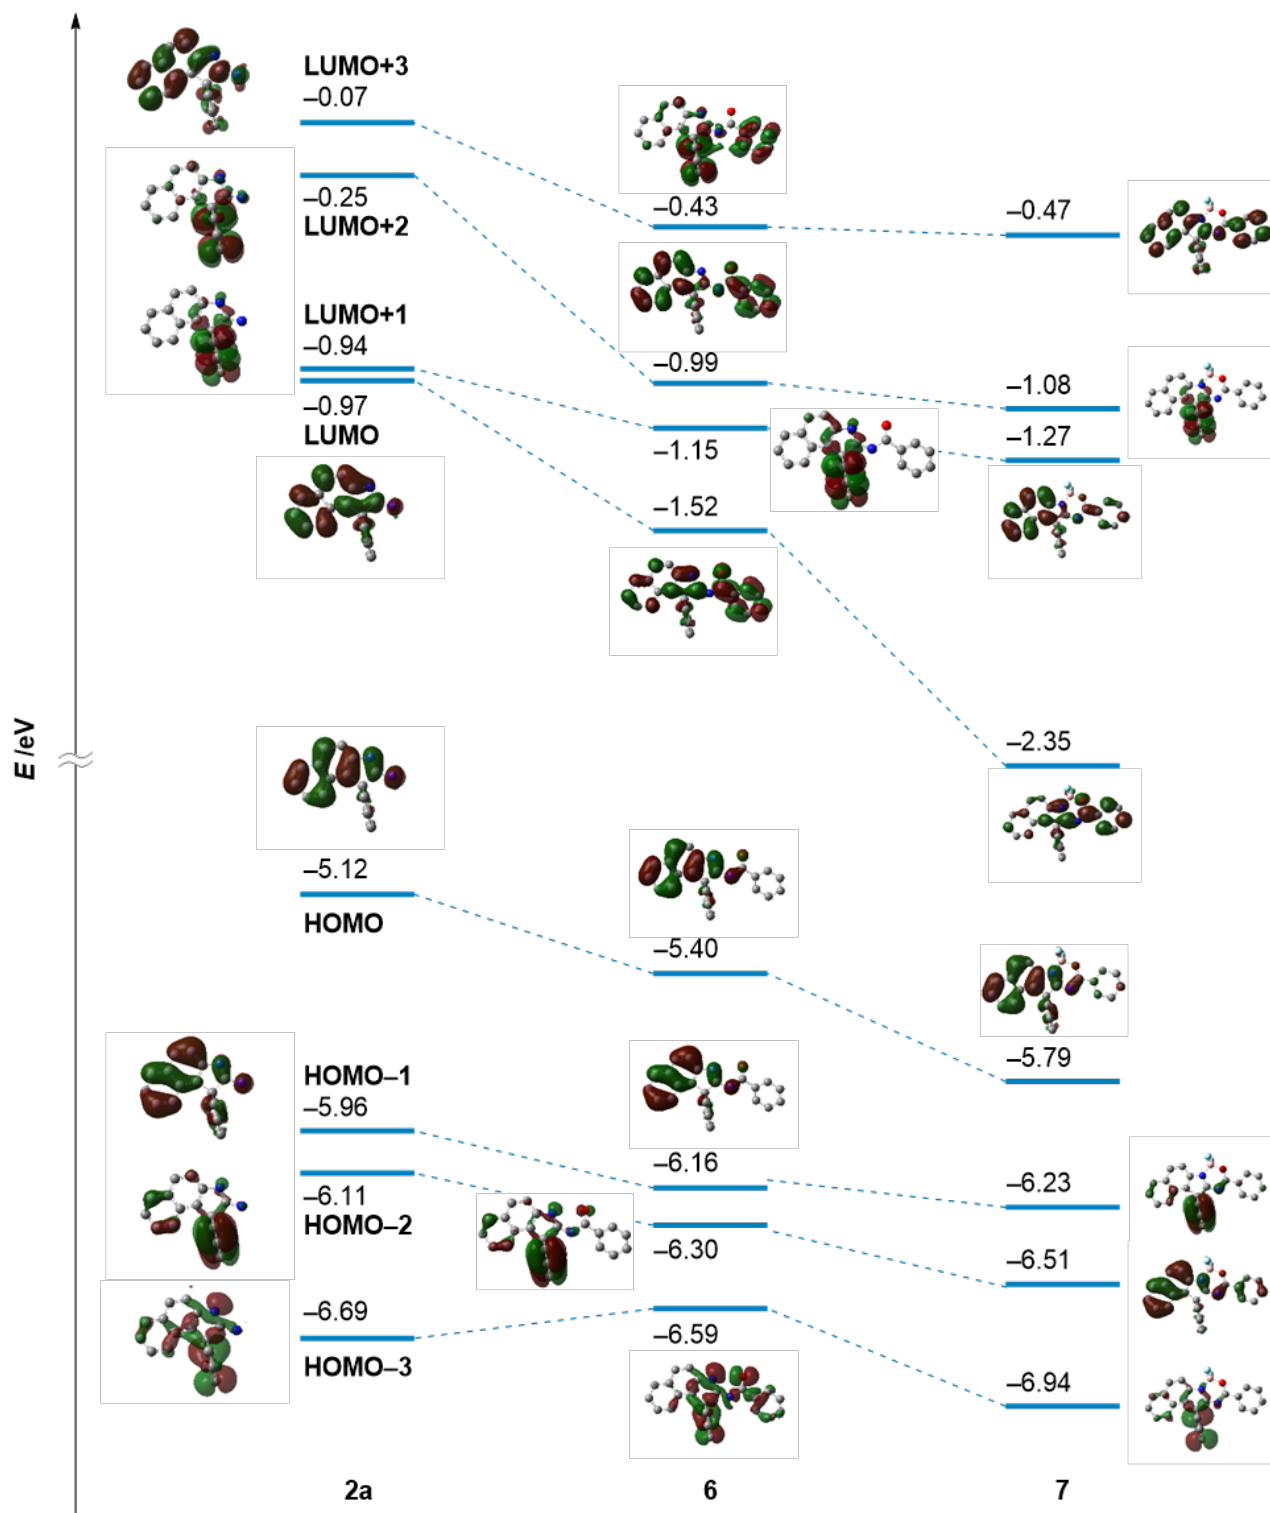 LUMO+3
–0.07
–0.25
LUMO+2
LUMO+1
–0.94
–0.97
LUMO
–5.12
HOMO
HOMO–1
–5.96
–6.11
HOMO–2
–6.69
HOMO–3
2a
–0.43
–0.99
–1.15
–1.52
–5.40
–6.16
–6.30
–6.59
6
–0.47
–1.08
–1.27
–2.35
–5.79
–6.23
–6.51
–6.94
7
E /eV